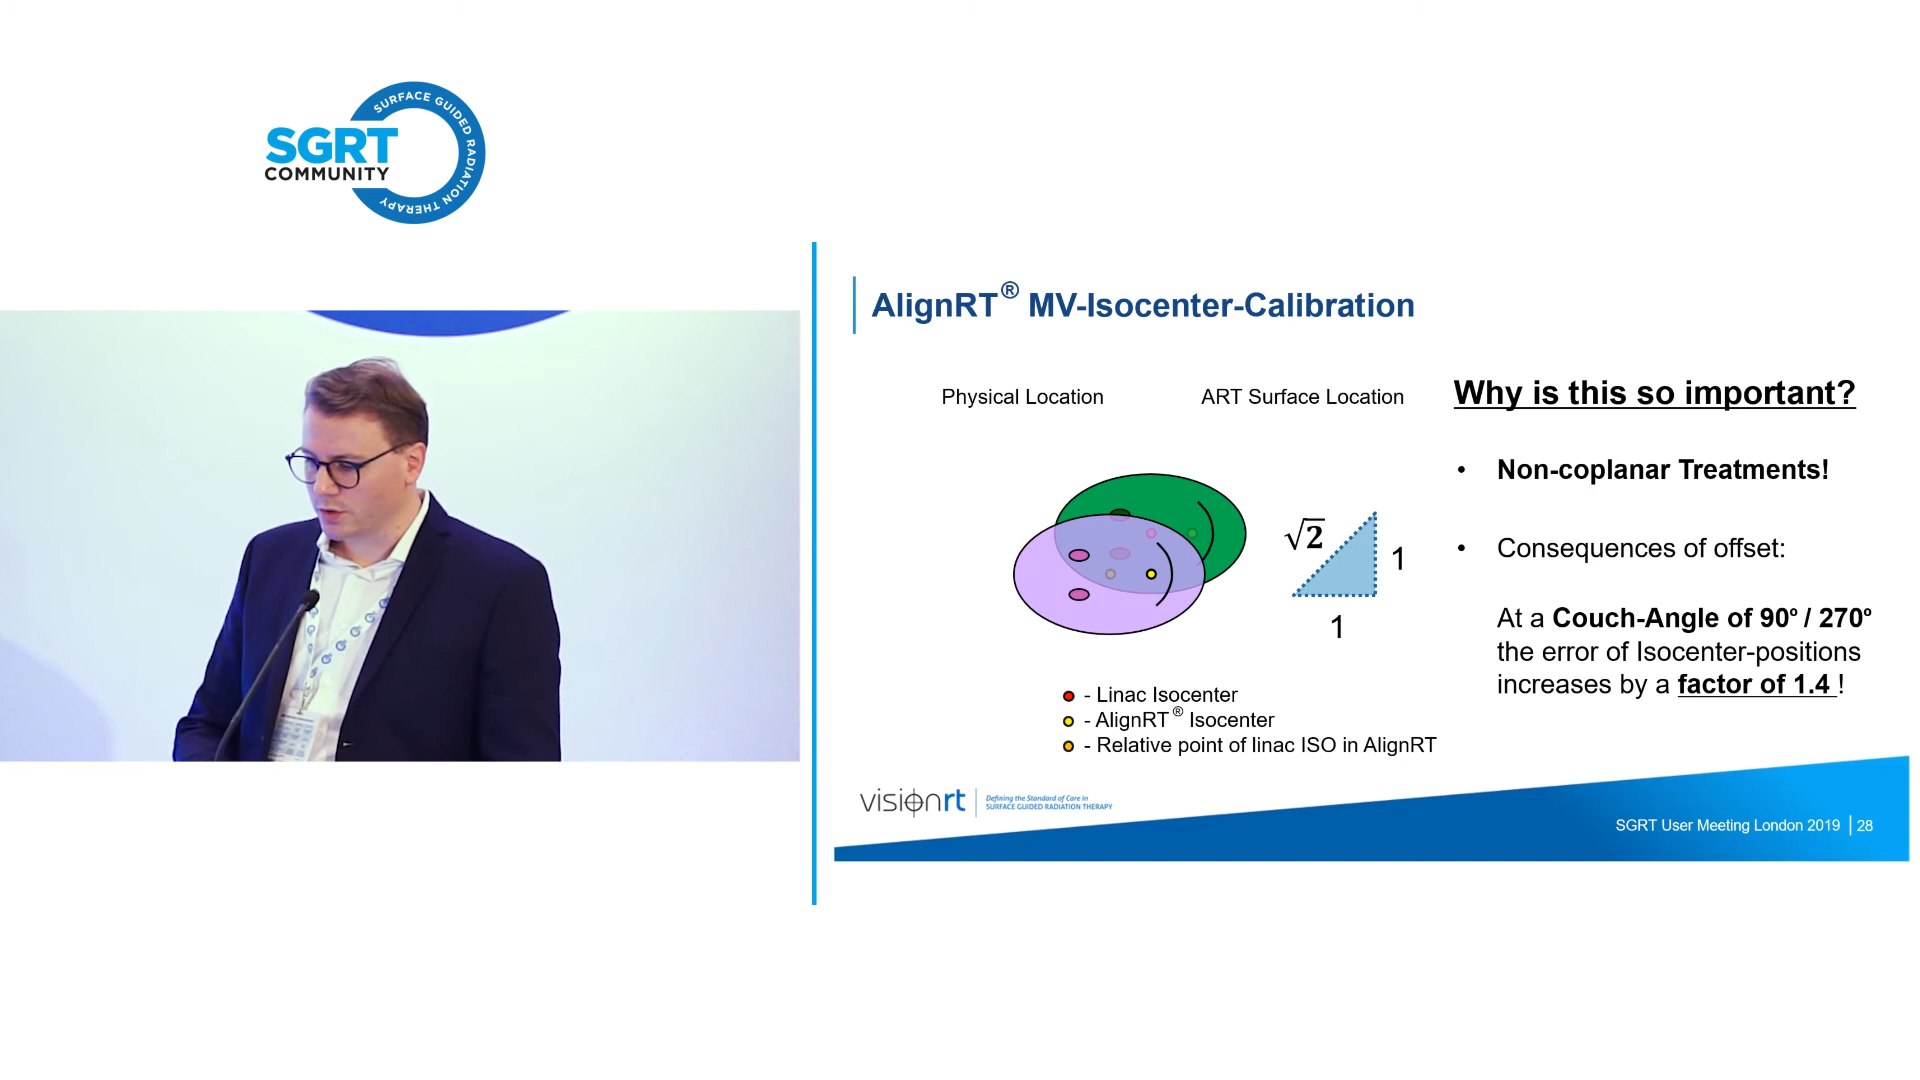 SURFACE GUIDED RADIATION THERAPY
SGRT
COMMUNITY
AlignRT® MV-Isocenter-Calibration
Physical Location
ART Surface Location
Why is this so important?
• Non-coplanar Treatments!
• Consequences of offset:
At a Couch-Angle of 90º / 270º
the error of Isocenter-positions
increases by a factor of 1.4 !
√2
1
1
- Linac Isocenter
- AlignRT® Isocenter
- Relative point of linac ISO in AlignRT
visionrt
Defining the Standard of Care in
SURFACE GUIDED RADIATION THERAPY
SGRT User Meeting London 2019 | 28